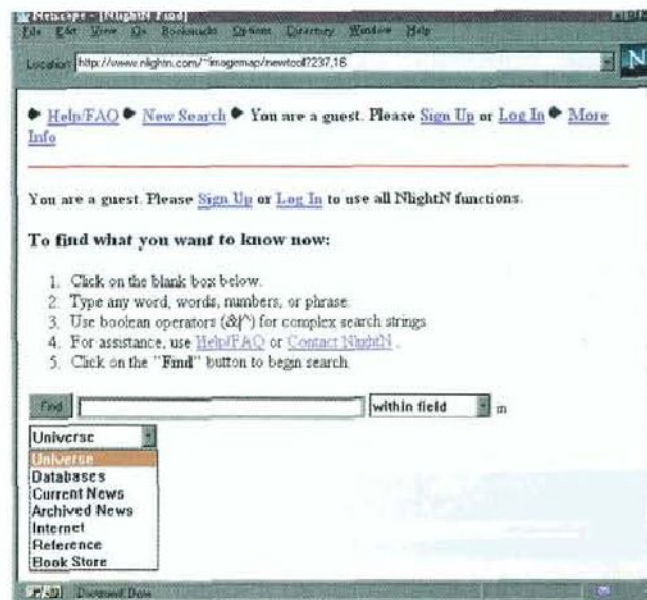 Netscape - [NlightN Find]
File Edit View Go Bookmarks Options Directory Window Help
Location: http://www.nlightn.com/~imagemap/newtool?237,16
N
Help/FAQ New Search You are a guest. Please Sign Up or Log In More
Info
You are a guest. Please Sign Up or Log In to use all NlightN functions.
To find what you want to know now:
1. Click on the blank box below.
2. Type any word, words, numbers, or phrase
3. Use boolean operators (&|^) for complex search strings
4. For assistance, use Help/FAQ or Contact NlightN .
5. Click on the "Find" button to begin search.
Find within field in
Universe
Universe
Databases
Current News
Archived News
Internet
Reference
Book Store
Document Done